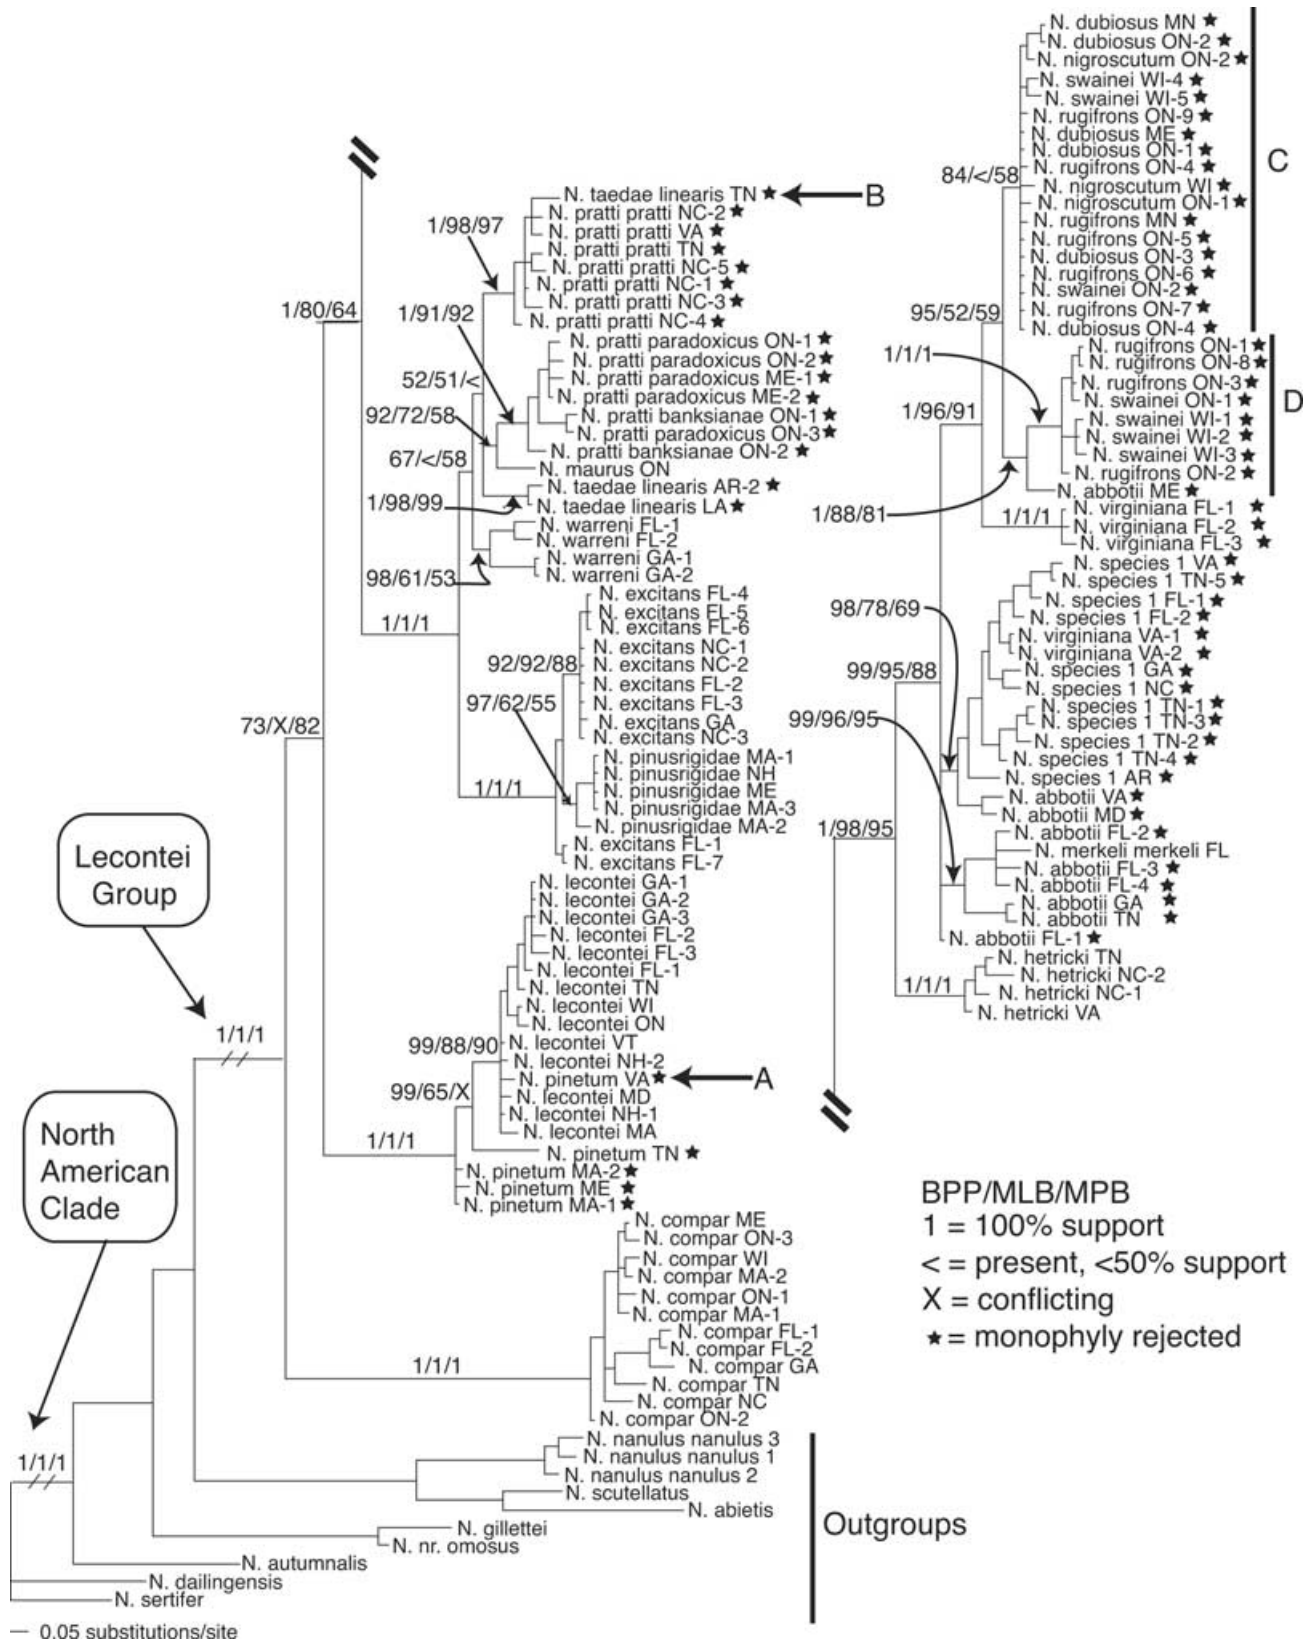 N. dubiosus MN ★
N. dubiosus ON-2 ★
N. nigroscutum ON-2 ★
N. swainei WI-4 ★
N. swainei WI-5 ★
N. rugifrons ON-9 ★
N. dubiosus ME ★
N. dubiosus ON-1 ★
N. rugifrons ON-4 ★
N. nigroscutum WI ★
N. nigroscutum ON-1 ★
N. rugifrons MN ★
N. rugifrons ON-5 ★
N. dubiosus ON-3 ★
N. rugifrons ON-6 ★
N. swainei ON-2 ★
N. rugifrons ON-7 ★
N. dubiosus ON-4 ★
C
84/</58
95/52/59
N. rugifrons ON-1 ★
N. rugifrons ON-8 ★
N. rugifrons ON-3 ★
N. swainei ON-1 ★
N. swainei WI-1 ★
N. swainei WI-2 ★
N. swainei WI-3 ★
N. rugifrons ON-2 ★
N. abbotii ME ★
D
1/1/1
1/96/91
1/88/81
1/1/1
N. virginiana FL-1 ★
N. virginiana FL-2 ★
N. virginiana FL-3 ★
N. species 1 VA ★
N. species 1 TN-5 ★
N. species 1 FL-1 ★
N. species 1 FL-2 ★
N. virginiana VA-1 ★
N. virginiana VA-2 ★
N. species 1 GA ★
N. species 1 NC ★
N. species 1 TN-1 ★
N. species 1 TN-3 ★
N. species 1 TN-2 ★
N. species 1 TN-4 ★
N. species 1 AR ★
N. abbotii VA ★
N. abbotii MD ★
N. abbotii FL-2 ★
N. merkeli merkeli FL
N. abbotii FL-3 ★
N. abbotii FL-4 ★
N. abbotii GA ★
N. abbotii TN ★
N. abbotii FL-1 ★
N. hetricki TN
N. hetricki NC-2
N. hetricki NC-1
N. hetricki VA
98/78/69
99/95/88
99/96/95
1/98/95
1/1/1
N. taedae linearis TN ★
B
N. pratti pratti NC-2 ★
N. pratti pratti VA ★
N. pratti pratti TN ★
N. pratti pratti NC-5 ★
N. pratti pratti NC-1 ★
N. pratti pratti NC-3 ★
N. pratti pratti NC-4 ★
N. pratti paradoxicus ON-1 ★
N. pratti paradoxicus ON-2 ★
N. pratti paradoxicus ME-1 ★
N. pratti paradoxicus ME-2 ★
N. pratti banksianae ON-1 ★
N. pratti paradoxicus ON-3 ★
N. pratti banksianae ON-2 ★
N. maurus ON
N. taedae linearis AR-2 ★
N. taedae linearis LA ★
N. warreni FL-1
N. warreni FL-2
N. warreni GA-1
N. warreni GA-2
1/98/97
1/80/64
1/91/92
52/51/<
92/72/58
67/</58
1/98/99
98/61/53
1/1/1
N. excitans FL-4
N. excitans FL-5
N. excitans FL-6
N. excitans NC-1
N. excitans NC-2
N. excitans FL-2
N. excitans FL-3
N. excitans GA
N. excitans NC-3
N. pinusrigidae MA-1
N. pinusrigidae NH
N. pinusrigidae ME
N. pinusrigidae MA-3
N. pinusrigidae MA-2
N. excitans FL-1
N. excitans FL-7
92/92/88
97/62/55
73/X/82
1/1/1
N. lecontei GA-1
N. lecontei GA-2
N. lecontei GA-3
N. lecontei FL-2
N. lecontei FL-3
N. lecontei FL-1
N. lecontei TN
N. lecontei WI
N. lecontei ON
N. lecontei VT
N. lecontei NH-2
N. pinetum VA ★
A
N. lecontei MD
N. lecontei NH-1
N. lecontei MA
N. pinetum TN ★
N. pinetum MA-2 ★
N. pinetum ME ★
N. pinetum MA-1 ★
99/88/90
99/65/X
1/1/1
Lecontei
Group
1/1/1
North
American
Clade
1/1/1
N. compar ME
N. compar ON-3
N. compar WI
N. compar MA-2
N. compar ON-1
N. compar MA-1
N. compar FL-1
N. compar FL-2
N. compar GA
N. compar TN
N. compar NC
N. compar ON-2
1/1/1
N. nanulus nanulus 3
N. nanulus nanulus 1
N. nanulus nanulus 2
N. scutellatus
N. abietis
N. gillettei
N. nr. omosus
N. autumnalis
N. dailingensis
N. sertifer
Outgroups
0.05 substitutions/site
BPP/MLB/MPB
1 = 100% support
< = present, <50% support
X = conflicting
★ = monophyly rejected